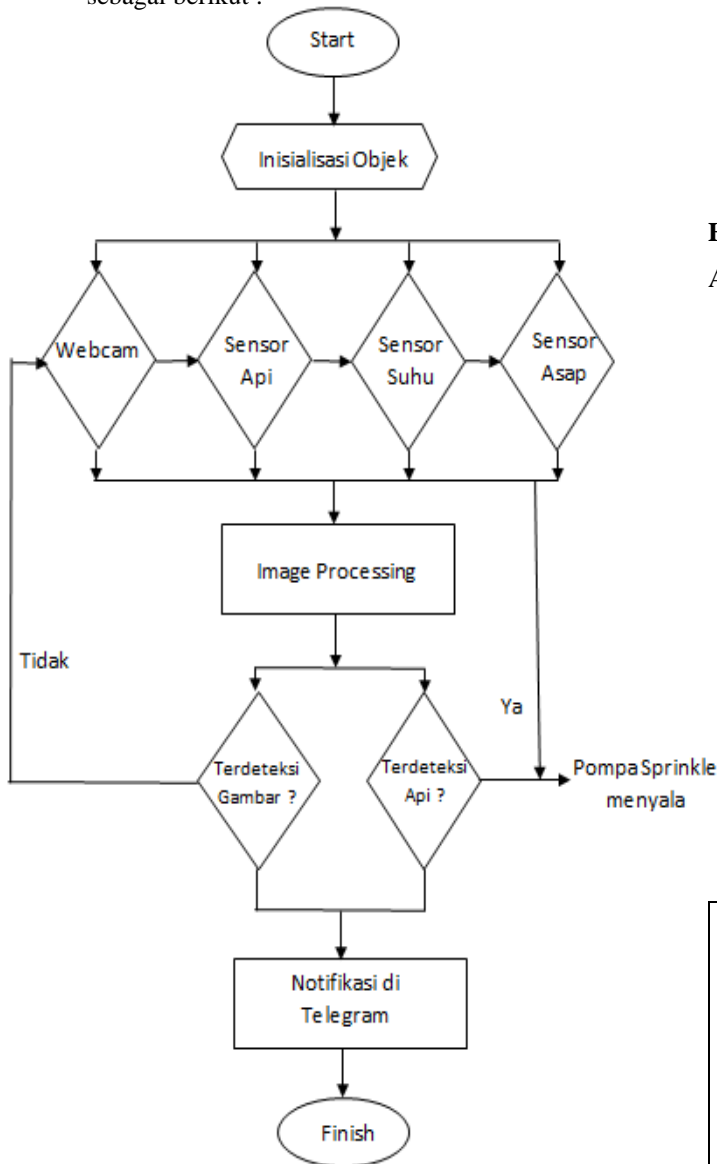 sebagai berikut :
Start
Inisialisasi Objek
Webcam
Sensor
Api
Sensor
Suhu
Sensor
Asap
Image Processing
Tidak
Ya
Terdeteksi
Gambar ?
Terdeteksi
Api ?
Pompa Sprinkle
menyala
Notifikasi di
Telegram
Finish
A